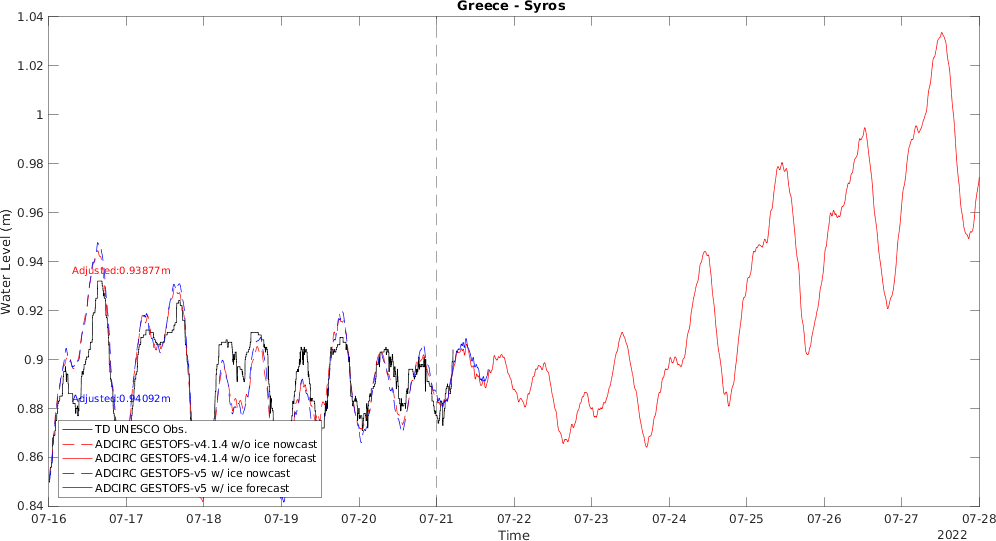 Greece - Syros
Water Level (m)
1.04
1.02
1
0.98
0.96
0.94
0.92
0.9
0.88
0.86
0.84
Adjusted:0.93877m
Adjusted:0.94092m
TD UNESCO Obs.
ADCIRC GESTOFS-v4.1.4 w/o ice nowcast
ADCIRC GESTOFS-v4.1.4 w/o ice forecast
ADCIRC GESTOFS-v5 w/ ice nowcast
ADCIRC GESTOFS-v5 w/ ice forecast
07-16 07-17 07-18 07-19 07-20 07-21 07-22 07-23 07-24 07-25 07-26 07-27 07-28
Time
2022